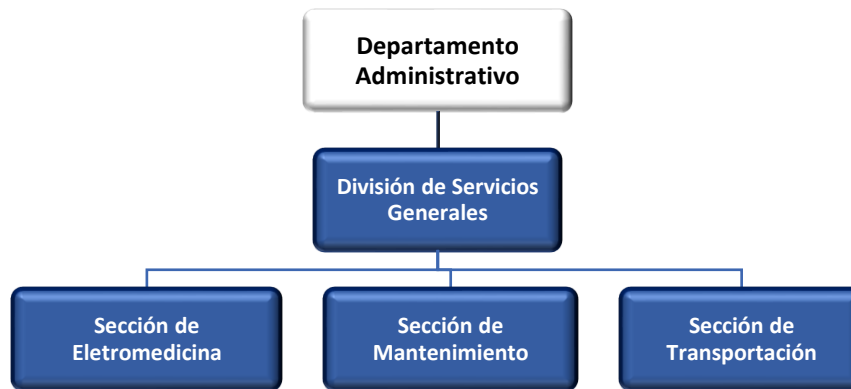 Departamento
Administrativo
División de Servicios
Generales
Sección de
Eletromedicina
Sección de
Mantenimiento
Sección de
Transportación